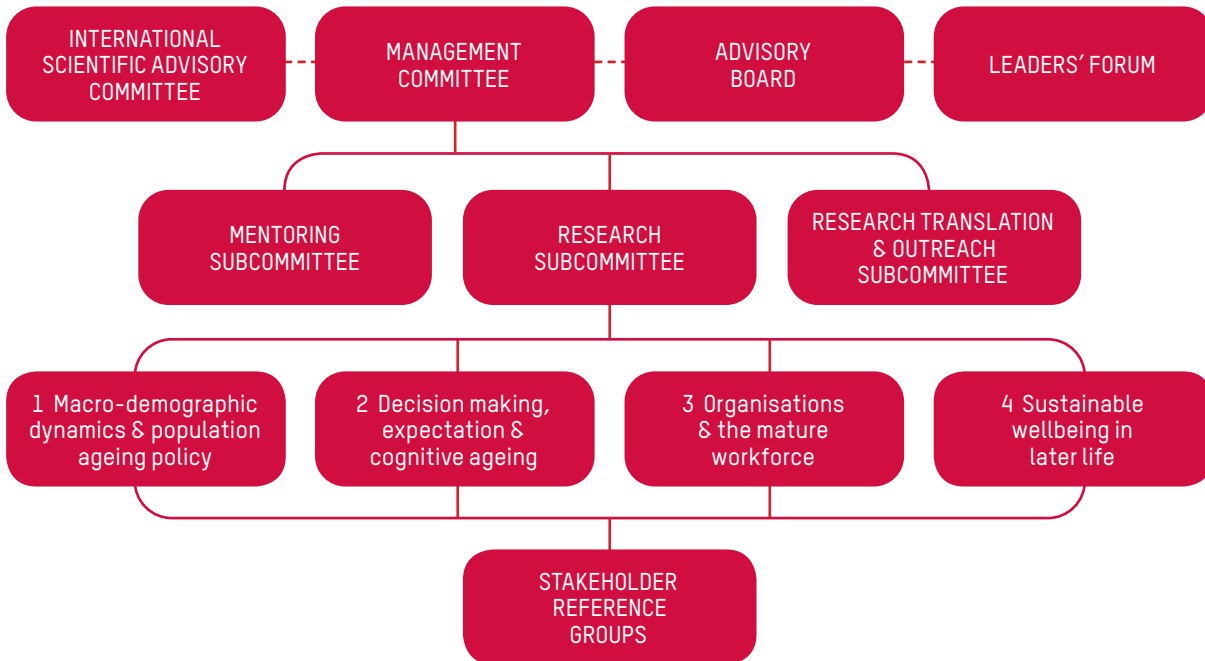 INTERNATIONAL
SCIENTIFIC ADVISORY
COMMITTEE
MANAGEMENT
COMMITTEE
ADVISORY
BOARD
LEADERS’ FORUM
MENTORING
SUBCOMMITTEE
RESEARCH
SUBCOMMITTEE
RESEARCH TRANSLATION
& OUTREACH
SUBCOMMITTEE
1 Macro-demographic
dynamics & population
ageing policy
2 Decision making,
expectation &
cognitive ageing
3 Organisations
& the mature
workforce
4 Sustainable
wellbeing in
later life
STAKEHOLDER
REFERENCE
GROUPS